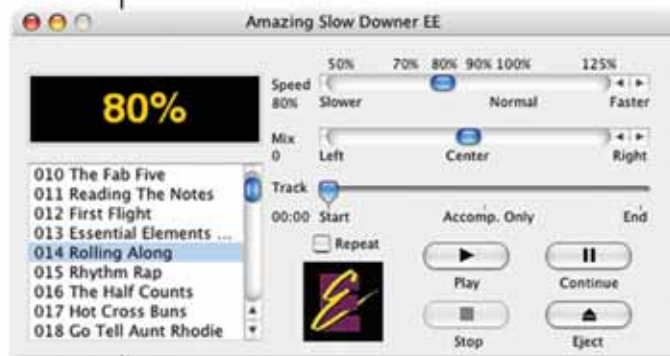 Amazing Slow Downer EE
80%
50% 70% 80% 90% 100% 125%
Speed
80% Slower Normal Faster
Mix
0 Left Center Right
Track
00:00 Start Accomp. Only End
Repeat
010 The Fab Five
011 Reading The Notes
012 First Flight
013 Essential Elements ...
014 Rolling Along
015 Rhythm Rap
016 The Half Counts
017 Hot Cross Buns
018 Go Tell Aunt Rhodie
E
Play Continue
Stop Eject